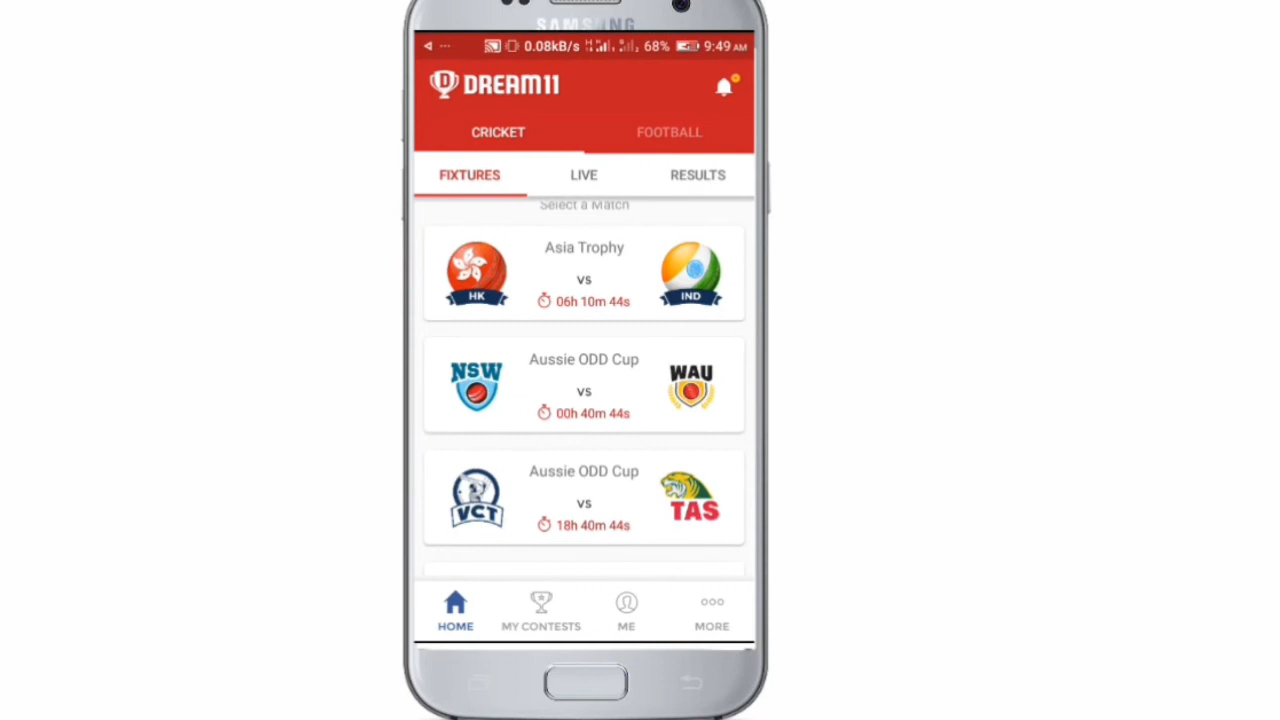 SAMSUNG
0.08kB/s 68% 9:49 AM
DREAM11
CRICKET FOOTBALL
FIXTURES LIVE RESULTS
Select a Match
Asia Trophy
HK vs IND
06h 10m 44s
Aussie ODD Cup
NSW vs WAU
00h 40m 44s
Aussie ODD Cup
VCT vs TAS
18h 40m 44s
HOME MY CONTESTS ME MORE